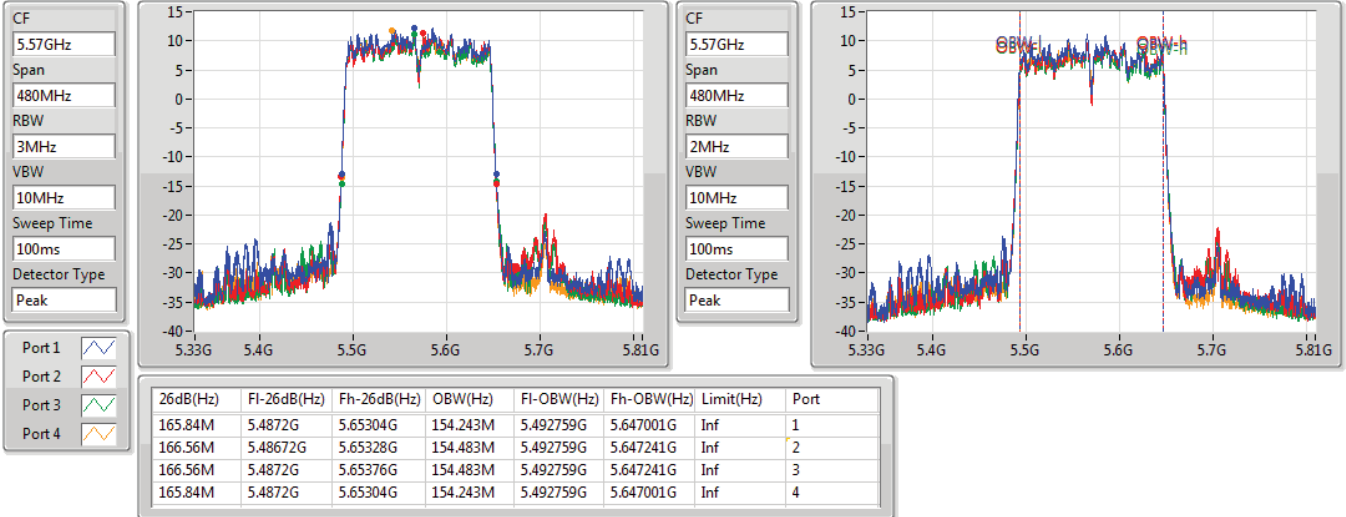 CF
5.57GHz
Span
480MHz
RBW
3MHz
VBW
10MHz
Sweep Time
100ms
Detector Type
Peak
15
10
5
0
-5
-10
-15
-20
-25
-30
-35
-40
5.33G 5.4G 5.5G 5.6G 5.7G 5.81G
CF
5.57GHz
Span
480MHz
RBW
2MHz
VBW
10MHz
Sweep Time
100ms
Detector Type
Peak
15
10
5
0
-5
-10
-15
-20
-25
-30
-35
-40
OBW-l OBW-h
5.33G 5.4G 5.5G 5.6G 5.7G 5.81G
Port 1
Port 2
Port 3
Port 4
26dB(Hz) Fl-26dB(Hz) Fh-26dB(Hz) OBW(Hz) Fl-OBW(Hz) Fh-OBW(Hz) Limit(Hz) Port
165.84M 5.4872G 5.65304G 154.243M 5.492759G 5.647001G Inf 1
166.56M 5.48672G 5.65328G 154.483M 5.492759G 5.647241G Inf 2
166.56M 5.4872G 5.65376G 154.483M 5.492759G 5.647241G Inf 3
165.84M 5.4872G 5.65304G 154.243M 5.492759G 5.647001G Inf 4